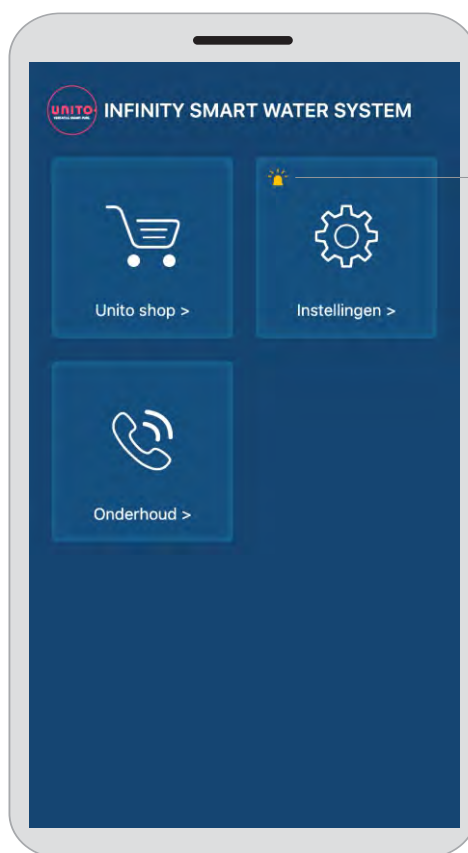 UNITO
INFINITY SMART WATER SYSTEM
Unito shop >
Instellingen >
Onderhoud >